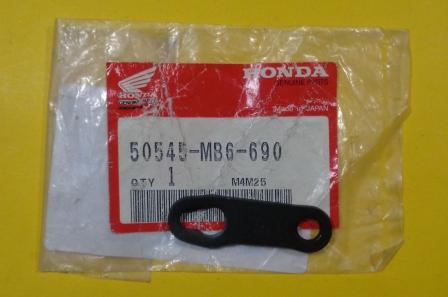 HONDA
HONDA
GENUINE PARTS
MADE IN JAPAN
50545-MB6-690
QTY 1 M4M25